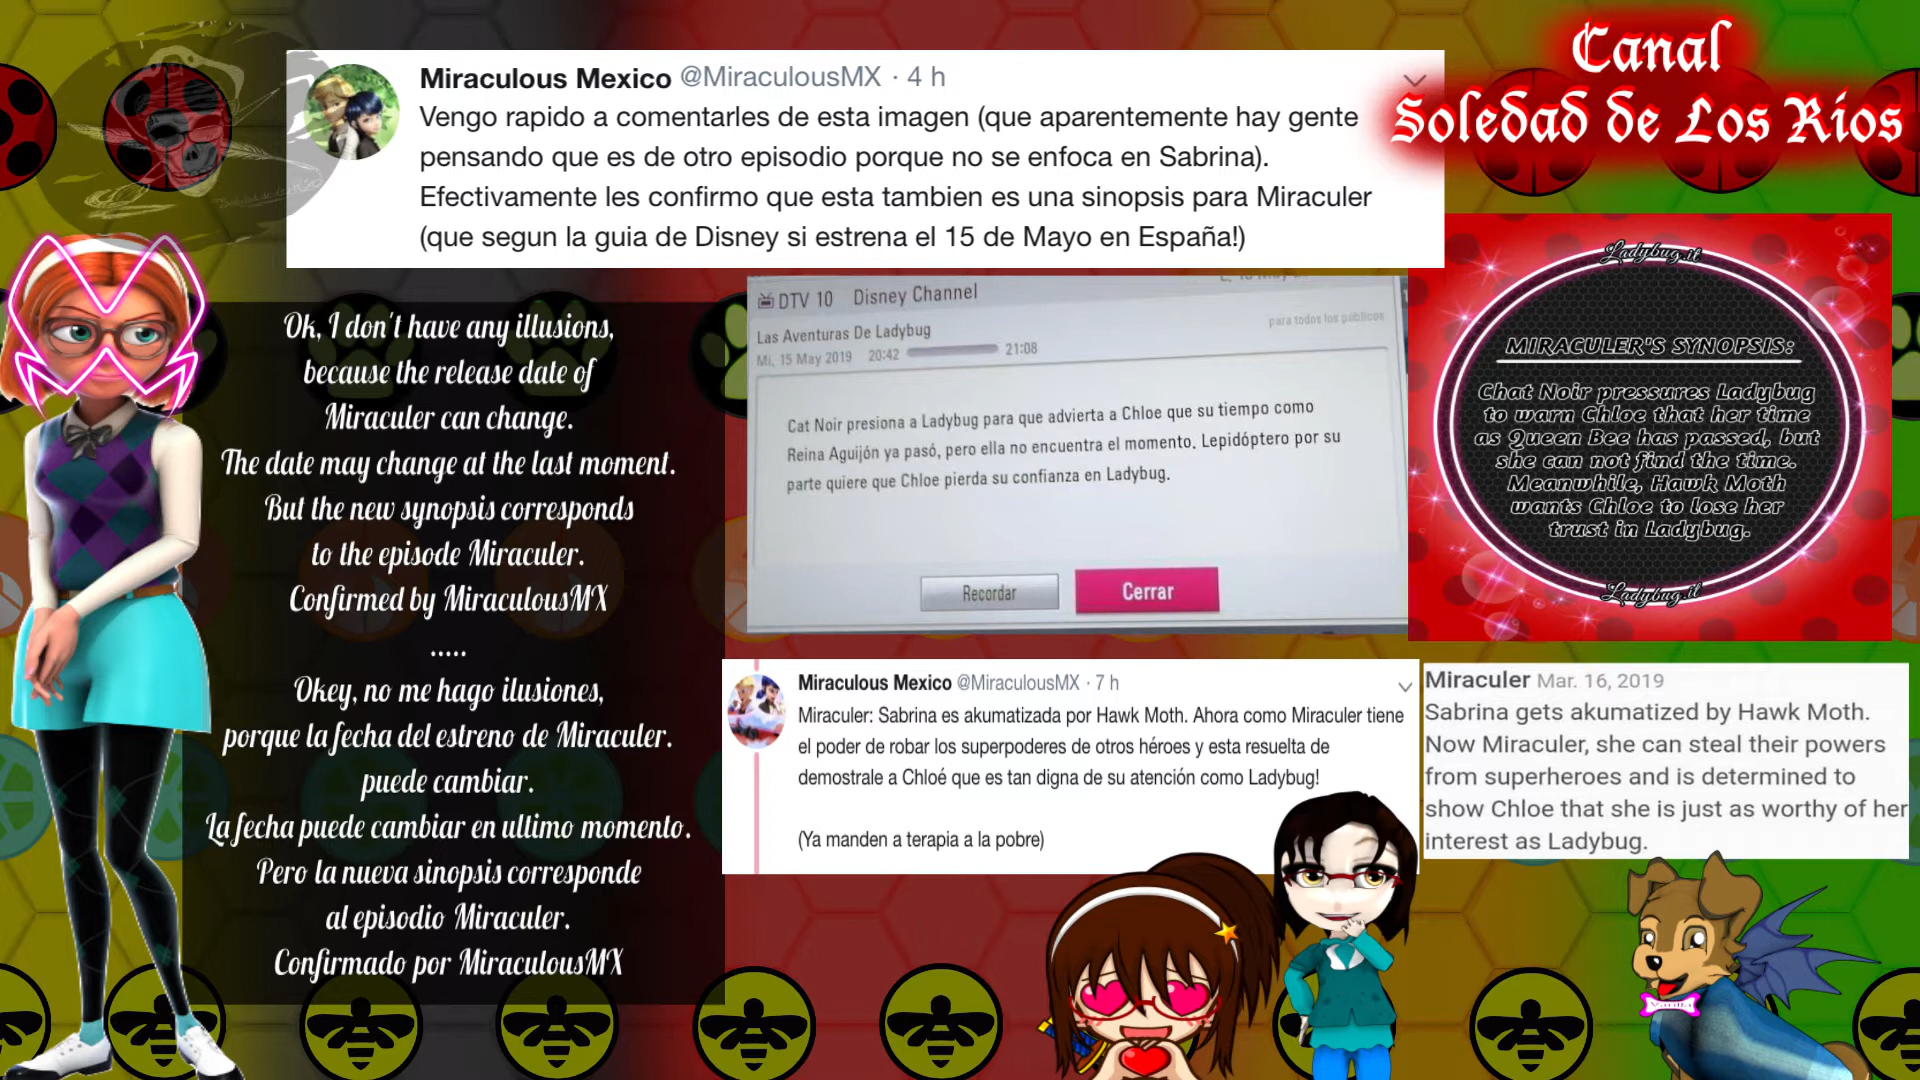 Miraculous Mexico @MiraculousMX · 4 h
Vengo rapido a comentarles de esta imagen (que aparentemente hay gente
pensando que es de otro episodio porque no se enfoca en Sabrina).
Efectivamente les confirmo que esta tambien es una sinopsis para Miraculer
(que segun la guia de Disney si estrena el 15 de Mayo en España!)
Canal
Soledad de Los Rios
Ok, I don't have any illusions,
because the release date of
Miraculer can change.
The date may change at the last moment.
But the new synopsis corresponds
to the episode Miraculer.
Confirmed by MiraculousMX
.....
Okey, no me hago ilusiones,
porque la fecha del estreno de Miraculer.
puede cambiar.
La fecha puede cambiar en ultimo momento.
Pero la nueva sinopsis corresponde
al episodio Miraculer.
Confirmado por MiraculousMX
DTV 10 Disney Channel
Las Aventuras De Ladybug
para todos los públicos
Mi, 15 May 2019 20:42 21:08
Cat Noir presiona a Ladybug para que advierta a Chloe que su tiempo como
Reina Aguijón ya pasó, pero ella no encuentra el momento. Lepidóptero por su
parte quiere que Chloe pierda su confianza en Ladybug.
Recordar
Cerrar
Ladybug.it
MIRACULER'S SYNOPSIS:
Chat Noir pressures Ladybug
to warn Chloe that her time
as Queen Bee has passed, but
she can not find the time.
Meanwhile, Hawk Moth
wants Chloe to lose her
trust in Ladybug.
Ladybug.it
Miraculous Mexico @MiraculousMX · 7 h
Miraculer: Sabrina es akumatizada por Hawk Moth. Ahora como Miraculer tiene
el poder de robar los superpoderes de otros héroes y esta resuelta de
demostrale a Chloé que es tan digna de su atención como Ladybug!
(Ya manden a terapia a la pobre)
Miraculer Mar. 16, 2019
Sabrina gets akumatized by Hawk Moth.
Now Miraculer, she can steal their powers
from superheroes and is determined to
show Chloe that she is just as worthy of her
interest as Ladybug.